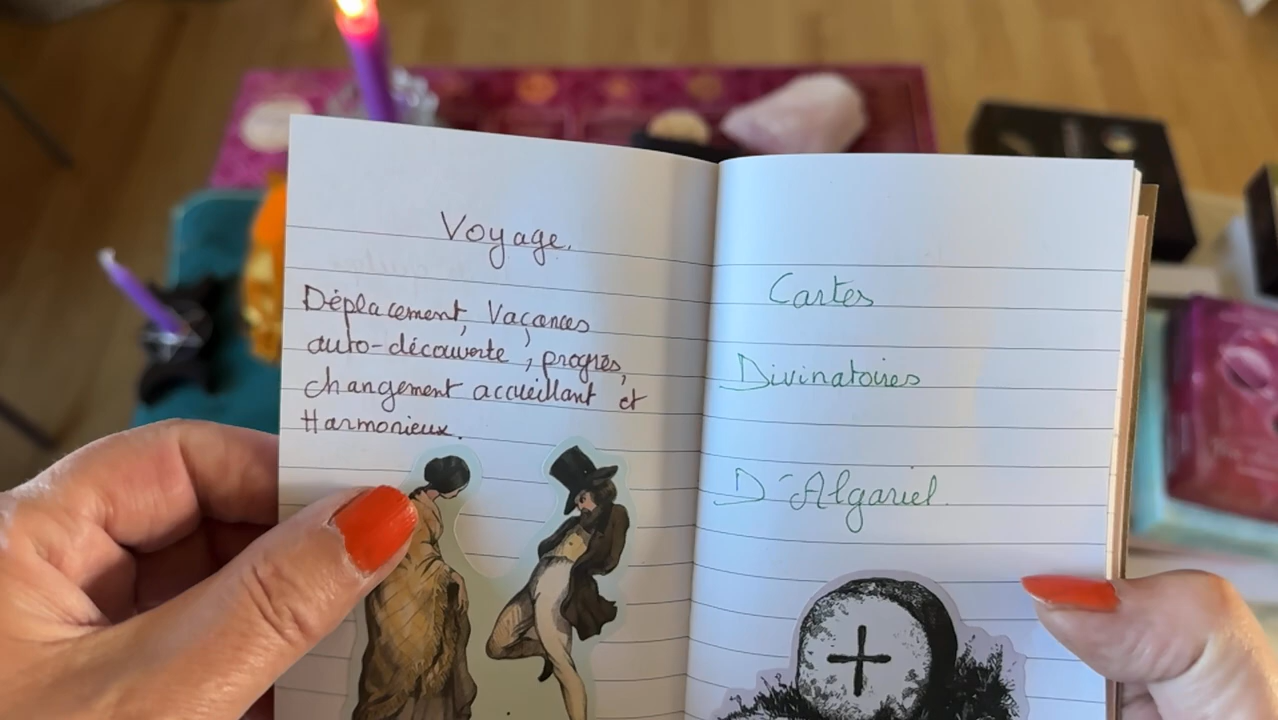 Voyage.
Déplacement, Vacances
auto-découverte, progrès,
changement accueillant et
Harmonieux.
Cartes
Divinatoires
D'Algariel.